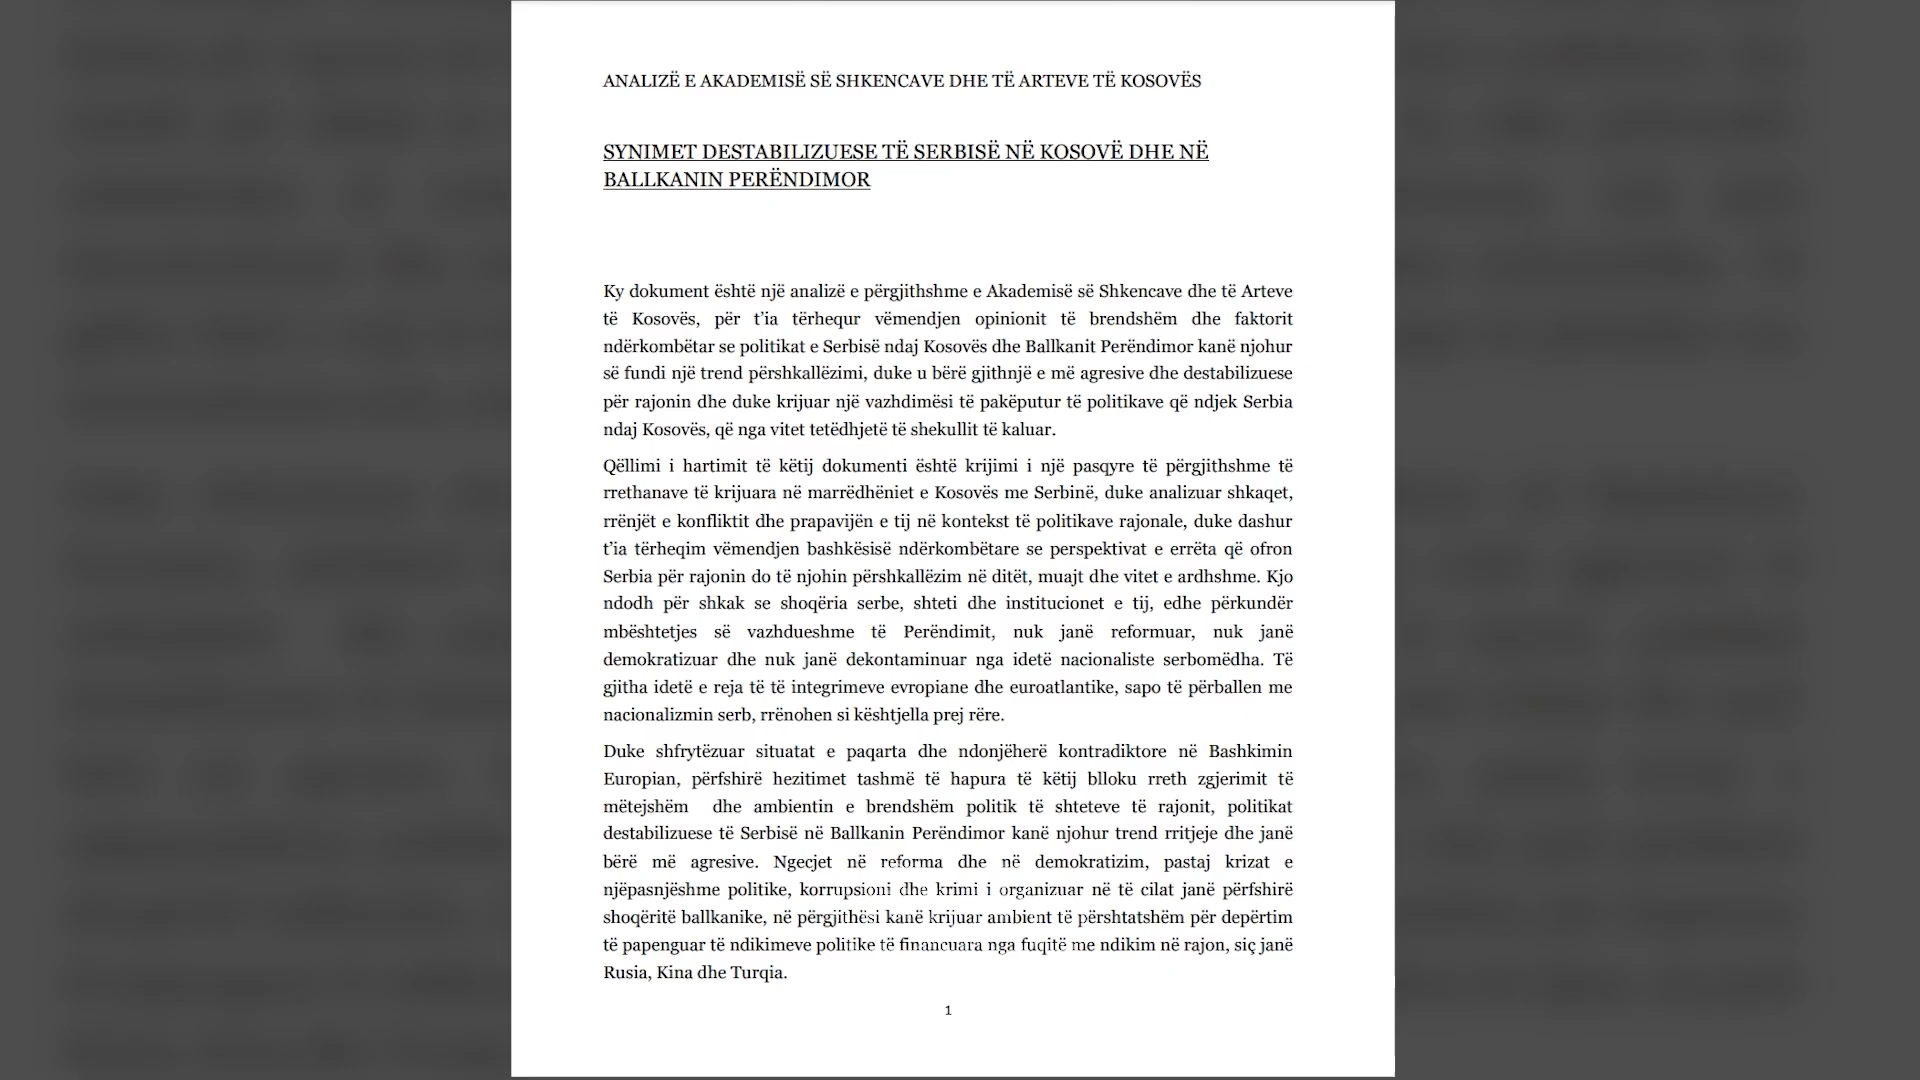 ANALIZË E AKADEMISË SË SHKENCAVE DHE TË ARTEVE TË KOSOVËS
SYNIMET DESTABILIZUESE TË SERBISË NË KOSOVË DHE NË
BALLKANIN PERËNDIMOR
Ky dokument është një analizë e përgjithshme e Akademisë së Shkencave dhe të Arteve
të Kosovës, për t’ia tërhequr vëmendjen opinionit të brendshëm dhe faktorit
ndërkombëtar se politikat e Serbisë ndaj Kosovës dhe Ballkanit Perëndimor kanë njohur
së fundi një trend përshkallëzimi, duke u bërë gjithnjë e më agresive dhe destabilizuese
për rajonin dhe duke krijuar një vazhdimësi të pakëputur të politikave që ndjek Serbia
ndaj Kosovës, që nga vitet tetëdhjetë të shekullit të kaluar.
Qëllimi i hartimit të këtij dokumenti është krijimi i një pasqyre të përgjithshme të
rrethanave të krijuara në marrëdhëniet e Kosovës me Serbinë, duke analizuar shkaqet,
rrënjët e konfliktit dhe prapavijën e tij në kontekst të politikave rajonale, duke dashur
t’ia tërheqim vëmendjen bashkësisë ndërkombëtare se perspektivat e errëta që ofron
Serbia për rajonin do të njohin përshkallëzim në ditët, muajt dhe vitet e ardhshme. Kjo
ndodh për shkak se shoqëria serbe, shteti dhe institucionet e tij, edhe përkundër
mbështetjes së vazhdueshme të Perëndimit, nuk janë reformuar, nuk janë
demokratizuar dhe nuk janë dekontaminuar nga idetë nacionaliste serbomëdha. Të
gjitha idetë e reja të të integrimeve evropiane dhe euroatlantike, sapo të përballen me
nacionalizmin serb, rrënohen si kështjella prej rëre.
Duke shfrytëzuar situatat e paqarta dhe ndonjëherë kontradiktore në Bashkimin
Europian, përfshirë hezitimet tashmë të hapura të këtij blloku rreth zgjerimit të
mëtejshëm dhe ambientin e brendshëm politik të shteteve të rajonit, politikat
destabilizuese të Serbisë në Ballkanin Perëndimor kanë njohur trend rritjeje dhe janë
bërë më agresive. Ngecjet në reforma dhe në demokratizim, pastaj krizat e
njëpasnjëshme politike, korrupsioni dhe krimi i organizuar në të cilat janë përfshirë
shoqëritë ballkanike, në përgjithësi kanë krijuar ambient të përshtatshëm për depërtim
të papenguar të ndikimeve politike të financuara nga fuqitë me ndikim në rajon, siç janë
Rusia, Kina dhe Turqia.
1